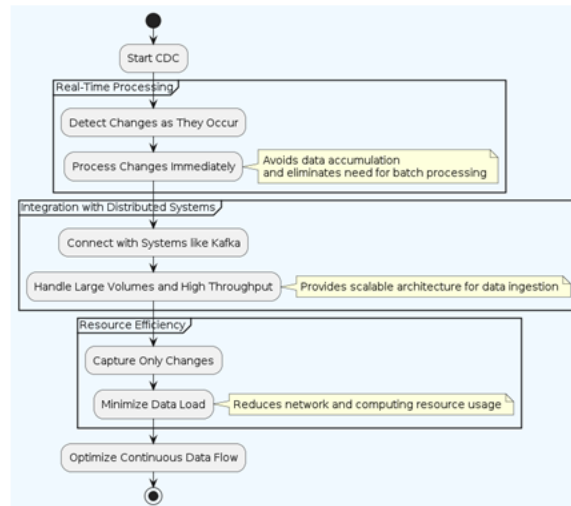 Start CDC
Real-Time Processing
Detect Changes as They Occur
Process Changes Immediately
Avoids data accumulation
and eliminates need for batch processing
Integration with Distributed Systems
Connect with Systems like Kafka
Handle Large Volumes and High Throughput
Provides scalable architecture for data ingestion
Resource Efficiency
Capture Only Changes
Minimize Data Load
Reduces network and computing resource usage
Optimize Continuous Data Flow